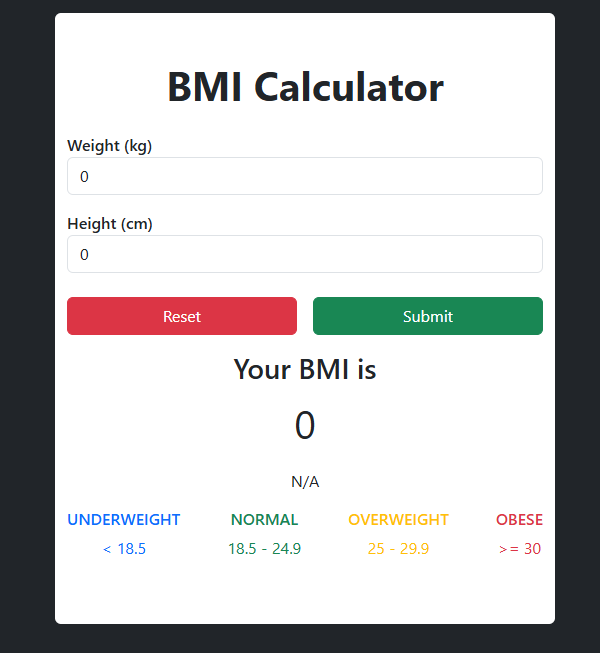 BMI Calculator
Weight (kg)
0
Height (cm)
0
Reset Submit
Your BMI is
0
N/A
UNDERWEIGHT NORMAL OVERWEIGHT OBESE
< 18.5 18.5 - 24.9 25 - 29.9 >= 30